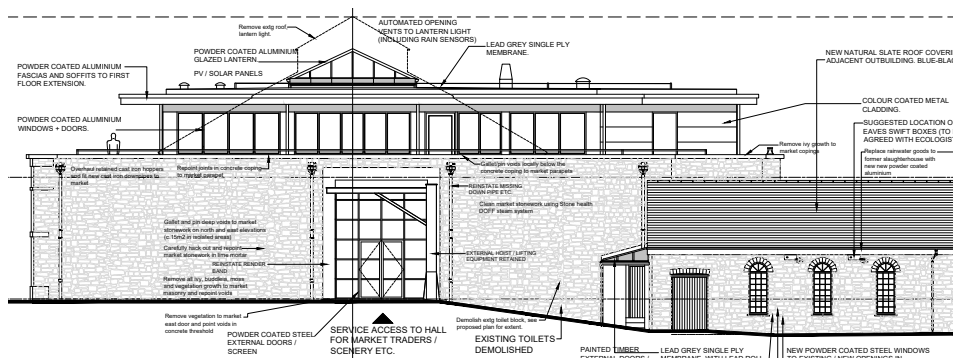 Remove extg roof,
lantern light.
AUTOMATED OPENING
VENTS TO LANTERN LIGHT
(INCLUDING RAIN SENSORS)
POWDER COATED ALUMINIUM
GLAZED LANTERN.
LEAD GREY SINGLE PLY
MEMBRANE.
NEW NATURAL SLATE ROOF COVERI
ADJACENT OUTBUILDING. BLUE-BLAC
POWDER COATED ALUMINIUM
FASCIAS AND SOFFITS TO FIRST
FLOOR EXTENSION.
PV / SOLAR PANELS
COLOUR COATED METAL
CLADDING.
POWDER COATED ALUMINIUM
WINDOWS + DOORS.
SUGGESTED LOCATION O
EAVES SWIFT BOXES (TO
AGREED WITH ECOLOGIS
Remove ivy growth to
market copings
Replace rainwater goods to
former slaughterhouse with
new new powder coated
aluminium
Overhaul retained cast iron hoppers
and fit new cast iron downpipes to
market
Repoint joints in concrete coping
to market parapet
Gallet/pin voids locally below the
concrete coping to market parapets
REINSTATE MISSING
DOWN PIPE ETC.
Clean market stonework using Stone health
DOFF steam system
Gallet and pin deep voids to market
stonework on north and east elevations
(c.15m2 in isolated areas)
Carefully hack out and repoint
market stonework in lime mortar
REINSTATE RENDER
BAND
EXTERNAL HOIST / LIFTING
EQUIPMENT RETAINED
Remove all ivy, buddleia, moss
and vegetation growth to market
masonry and repoint voids
Remove vegetation to market
east door and point voids in
concrete threshold
POWDER COATED STEEL
EXTERNAL DOORS /
SCREEN
SERVICE ACCESS TO HALL
FOR MARKET TRADERS /
SCENERY ETC.
Demolish extg toilet block, see
proposed plan for extent.
EXISTING TOILETS
DEMOLISHED
PAINTED TIMBER
EXTERNAL DOORS /
LEAD GREY SINGLE PLY
MEMBRANE, WITH LEAD ROLL
NEW POWDER COATED STEEL WINDOWS
TO EXISTING / NEW OPENINGS IN